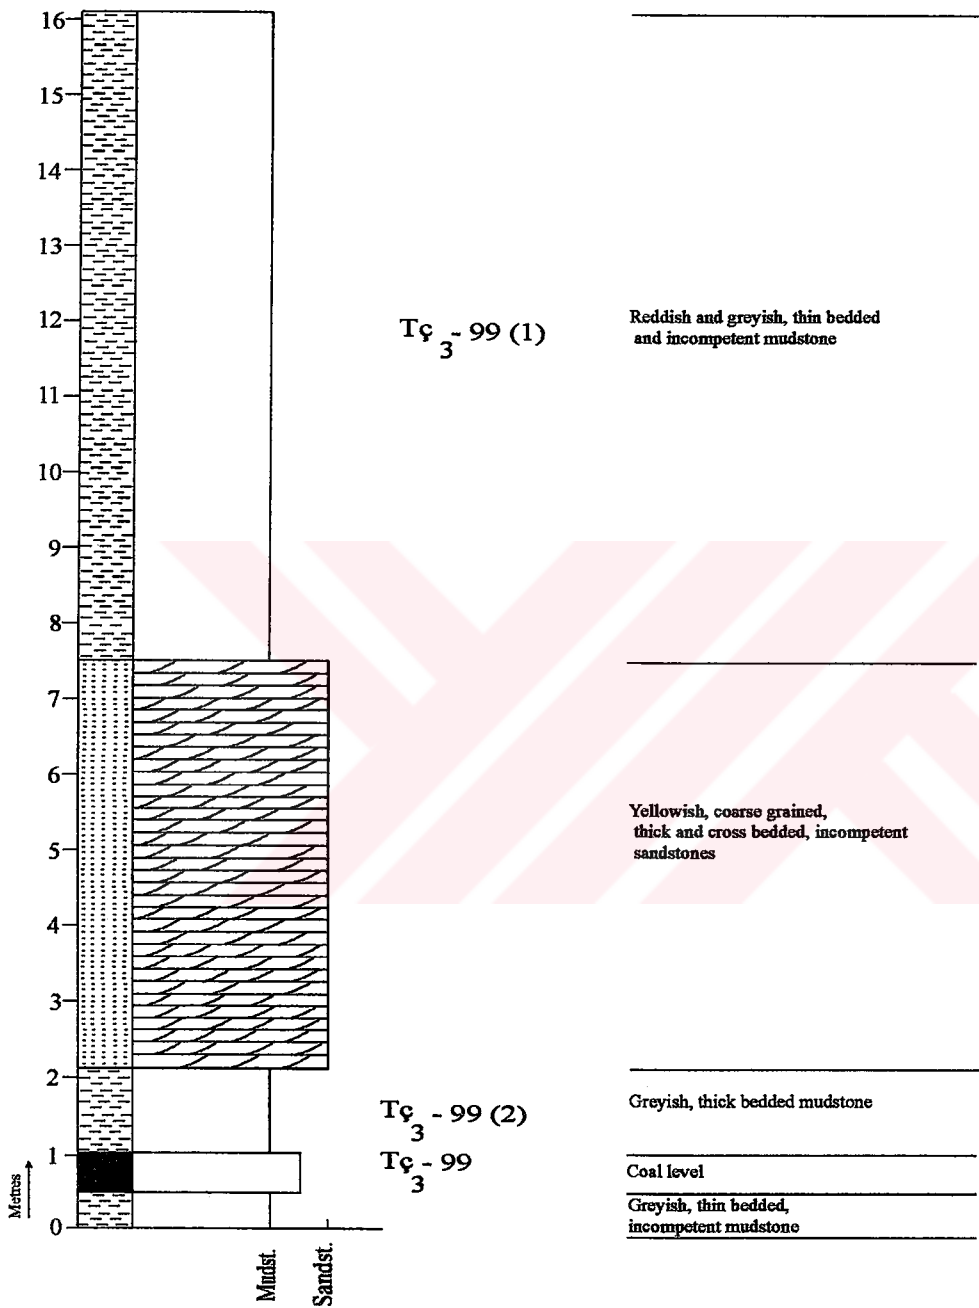 16
15
14
13
12
11
10
9
8
7
6
5
4
3
2
1
0
Metres
Mudst.
Sandst.
Tç3 - 99 (1)
Tç3 - 99 (2)
Tç3 - 99
Reddish and greyish, thin bedded
and incompetent mudstone
Yellowish, coarse grained,
thick and cross bedded, incompetent
sandstones
Greyish, thick bedded mudstone
Coal level
Greyish, thin bedded,
incompetent mudstone